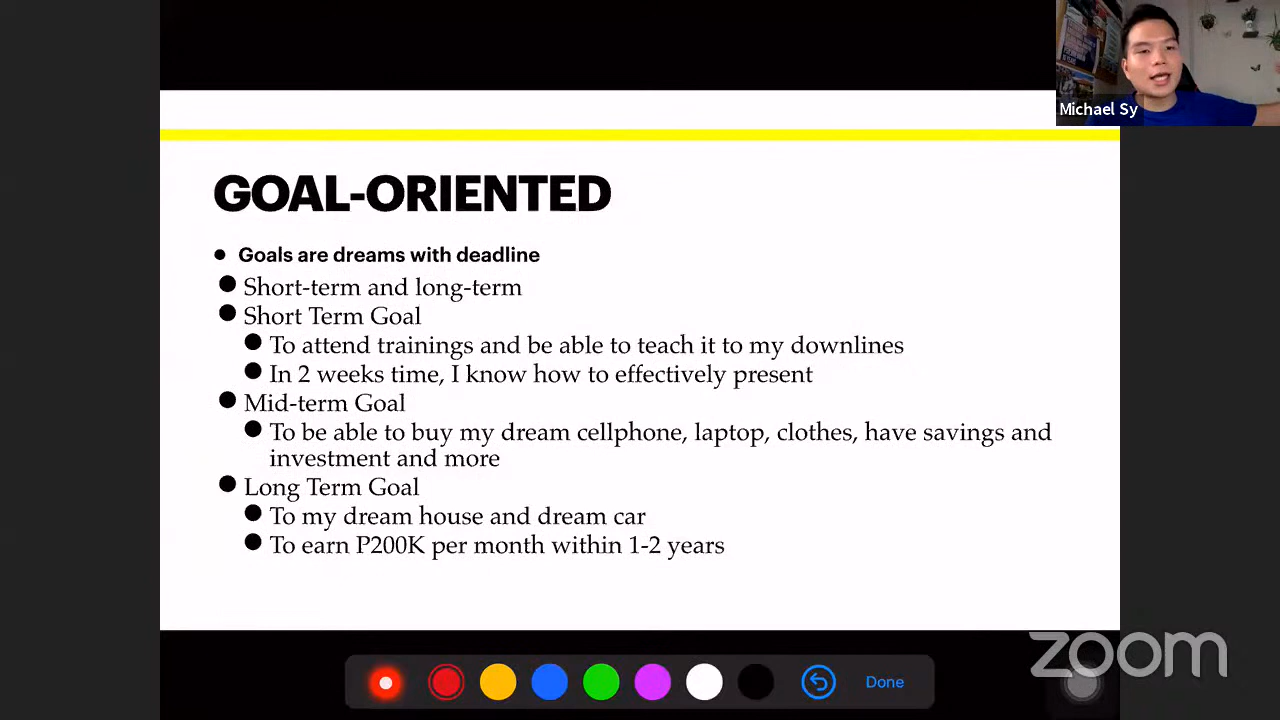 Michael Sy
GOAL-ORIENTED
● Goals are dreams with deadline
● Short-term and long-term
● Short Term Goal
● To attend trainings and be able to teach it to my downlines
● In 2 weeks time, I know how to effectively present
● Mid-term Goal
● To be able to buy my dream cellphone, laptop, clothes, have savings and
investment and more
● Long Term Goal
● To my dream house and dream car
● To earn P200K per month within 1-2 years
zoom
Done